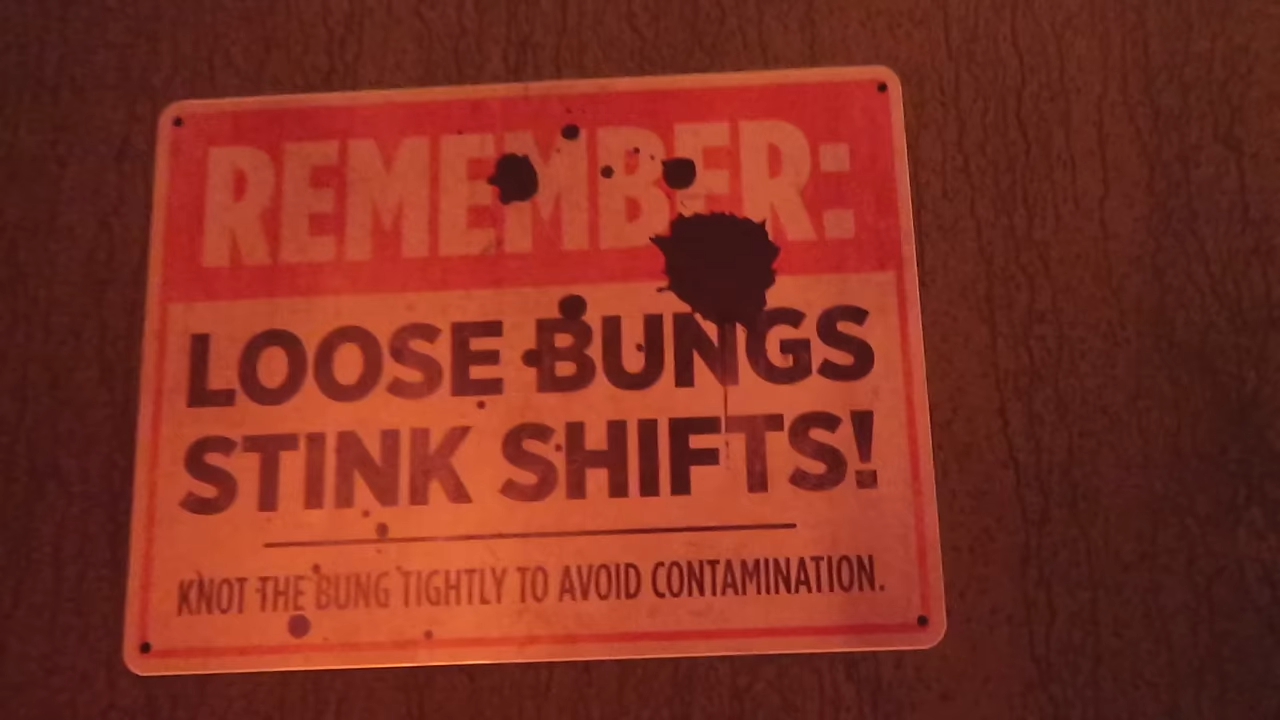 REMEMBER:
LOOSE BUNGS
STINK SHIFTS!
KNOT THE BUNG TIGHTLY TO AVOID CONTAMINATION.